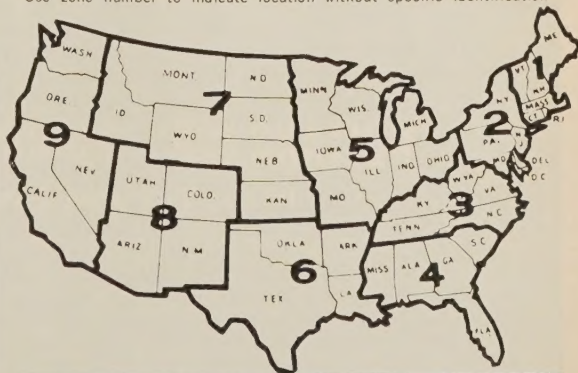 Use zone number to indicate location without specific identification
WASH
MONT
N.D.
MINN
ME
VT
NH
1
ORE
ID
7
S.D.
WIS.
MICH
NY
MASS
CT
RI
2
WYO
9
NEV
NEB
IOWA
5
ILL
IND
OHIO
PA.
N J
MD
DEL
D.C
CALIF
UTAH
COLO.
KAN
MO
KY
WVA
VA
8
3
TENN
N.C.
ARIZ
N.M
OKLA
ARK
S.C.
6
MISS
ALA
GA
4
TEX
LA
FLA